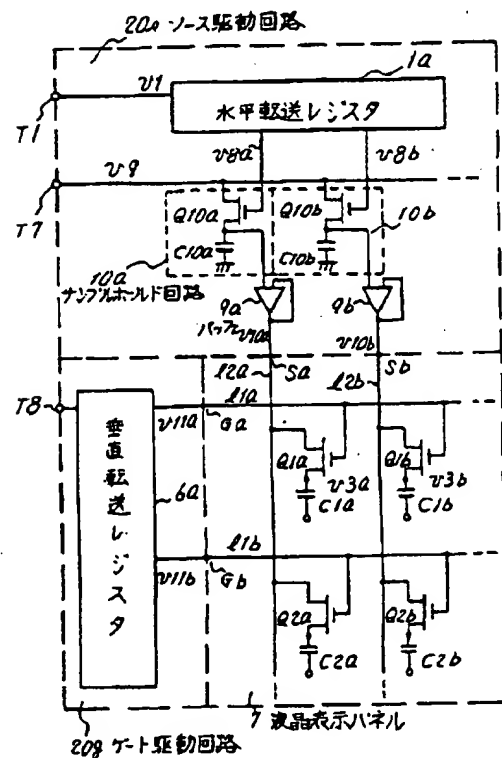 20a ソース駆動回路
1a
T1
v1
水平転送レジスタ
v8a
v8b
T7
v9
Q10a
Q10b
10b
C10a
C10b
10a
サンプルホールド回路
9a
9b
バッファ
v10a
v10b
l2a
Sa
l2b
Sb
T8
l1a
v11a
Ga
垂直転送レジスタ
6a
Q1a
Q1b
v3a
v3b
C1a
C1b
v11b
l1b
Gb
Q2a
Q2b
C2a
C2b
7 液晶表示パネル
20g ゲート駆動回路